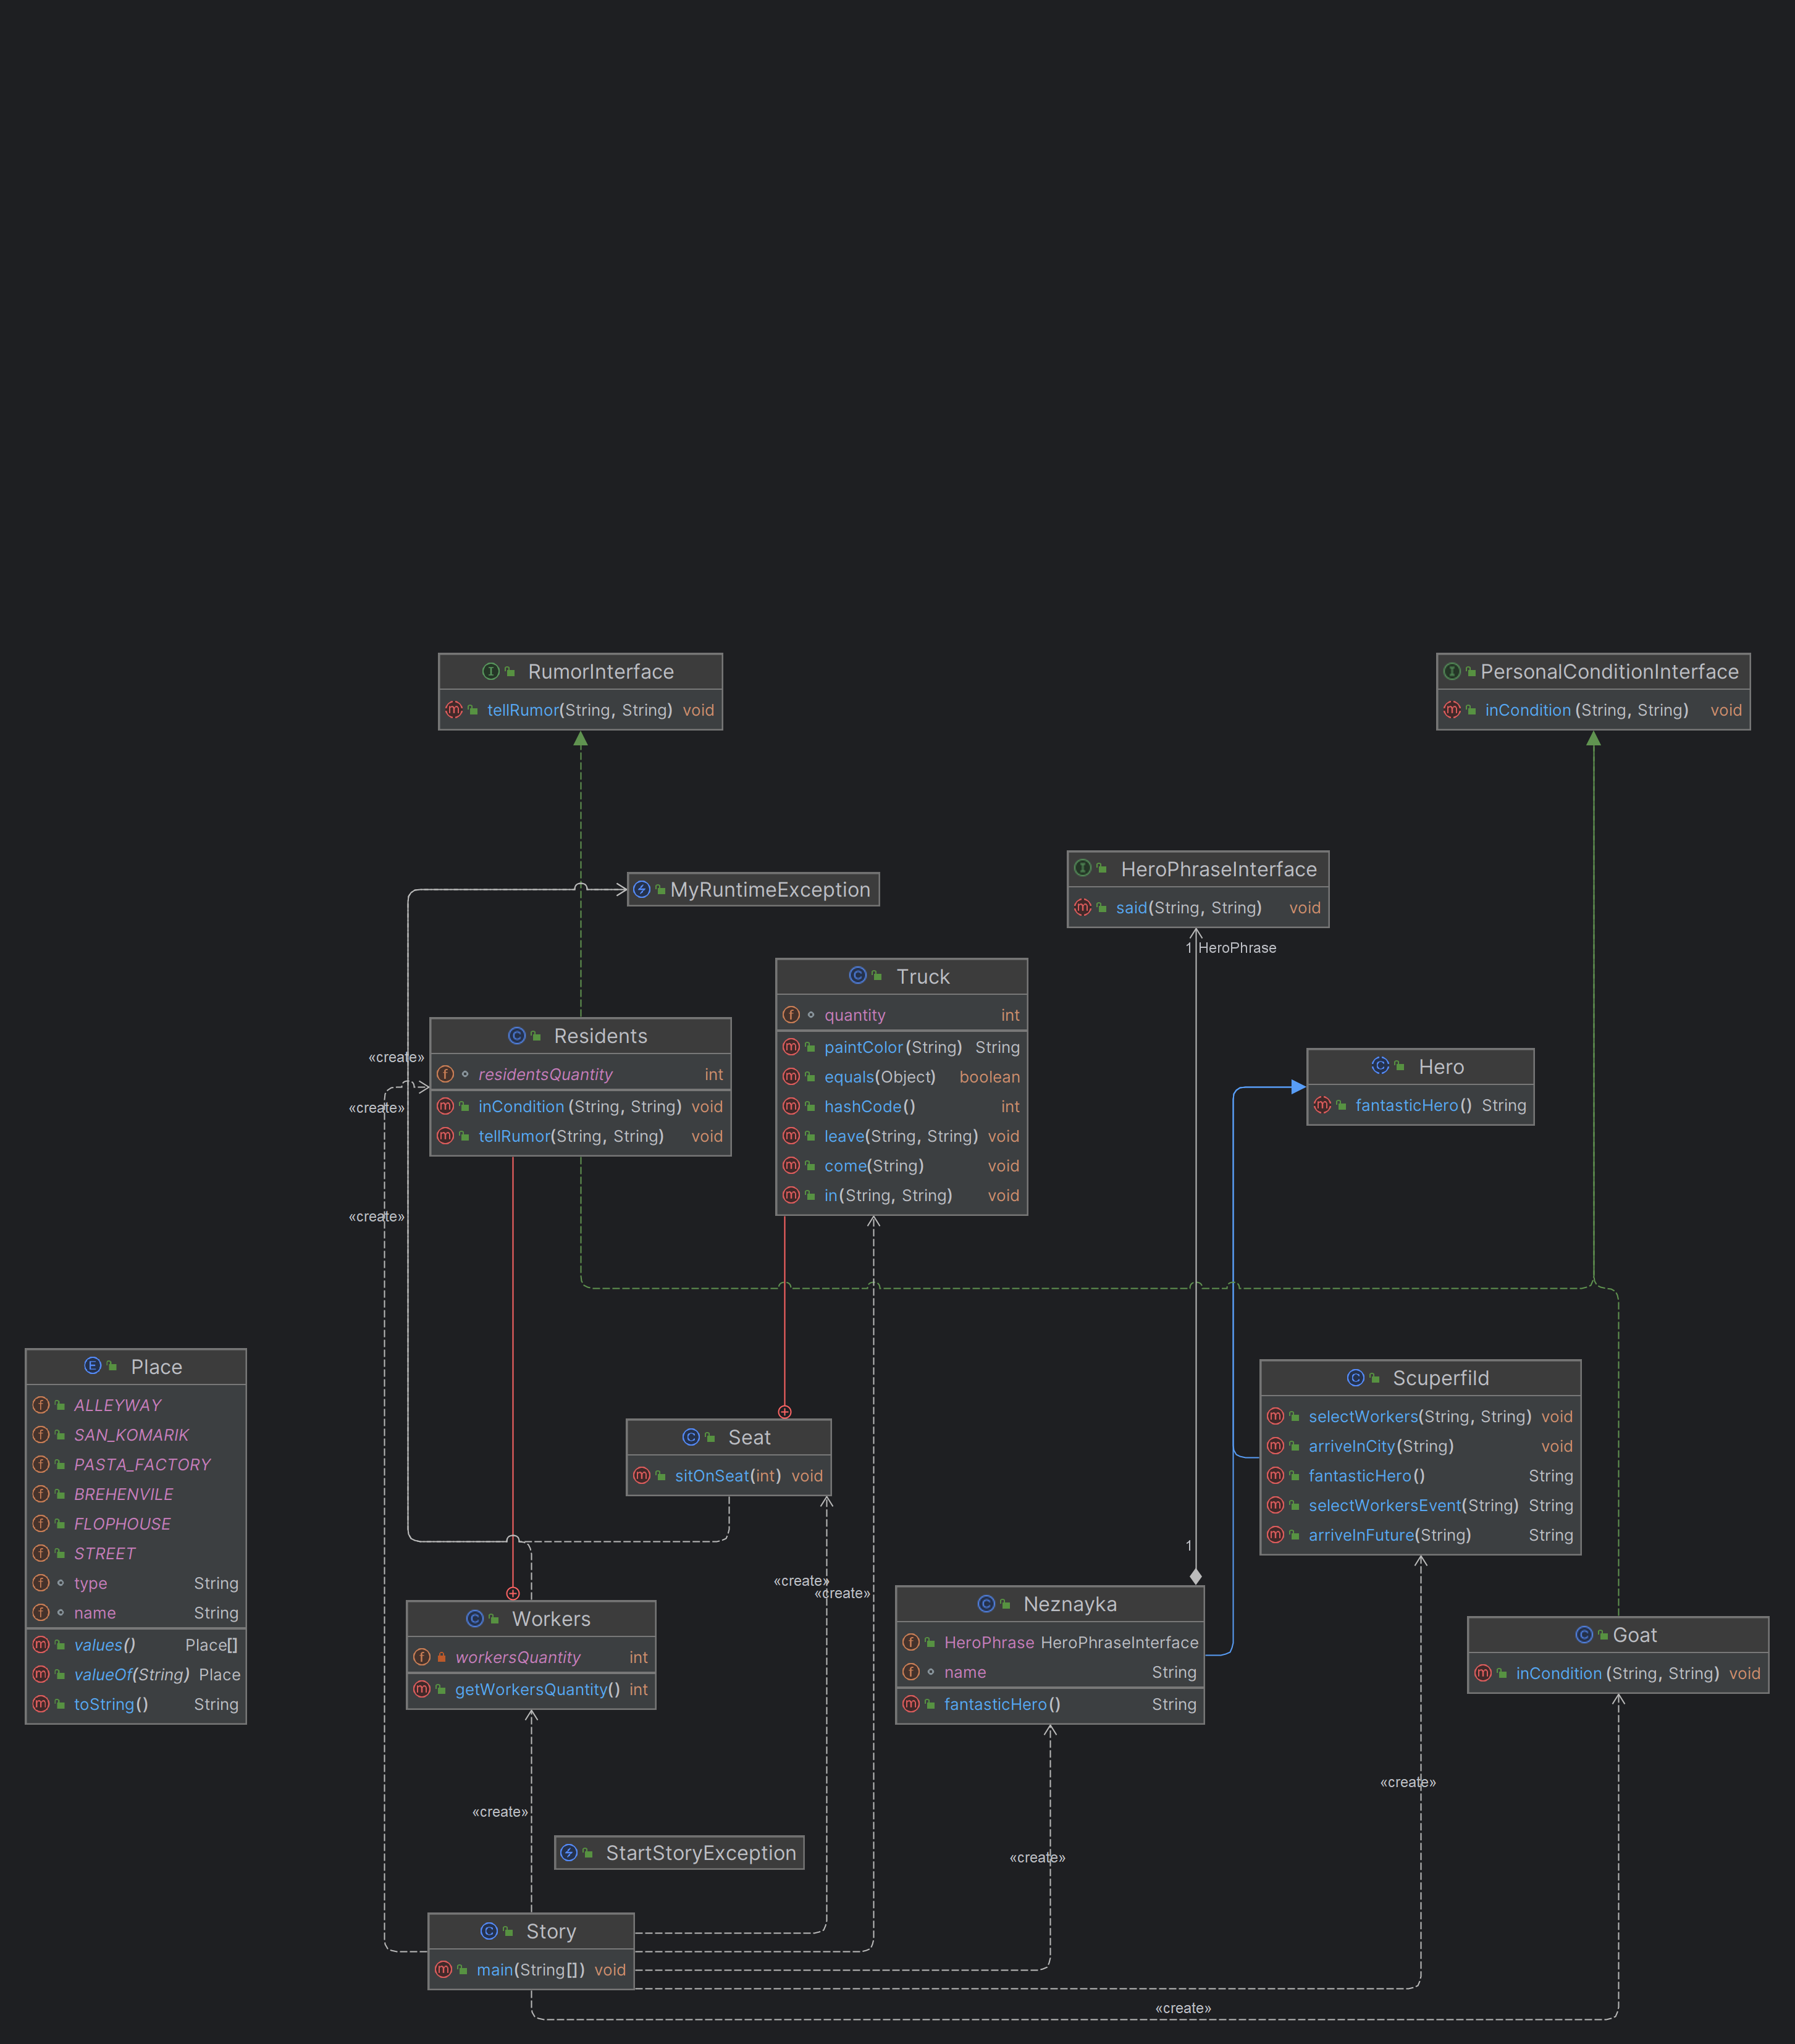 RumorInterface
tellRumor(String, String) void
PersonalConditionInterface
inCondition (String, String) void
MyRuntimeException
HeroPhraseInterface
said(String, String) void
1 HeroPhrase
Truck
quantity int
paintColor(String) String
equals(Object) boolean
hashCode() int
leave(String, String) void
come(String) void
in(String, String) void
Residents
residentsQuantity int
inCondition (String, String) void
tellRumor(String, String) void
«create»
«create»
«create»
Hero
fantasticHero() String
Place
ALLEYWAY
SAN_KOMARIK
PASTA_FACTORY
BREHENVILE
FLOPHOUSE
STREET
type String
name String
values() Place[]
valueOf(String) Place
toString() String
Seat
sitOnSeat(int) void
Scuperfild
selectWorkers(String, String) void
arriveInCity(String) void
fantasticHero() String
selectWorkersEvent(String) String
arriveInFuture(String) String
1
«create»
«create»
Workers
workersQuantity int
getWorkersQuantity() int
Neznayka
HeroPhrase HeroPhraseInterface
name String
fantasticHero() String
Goat
inCondition (String, String) void
«create»
«create»
«create»
StartStoryException
Story
main(String[]) void
«create»